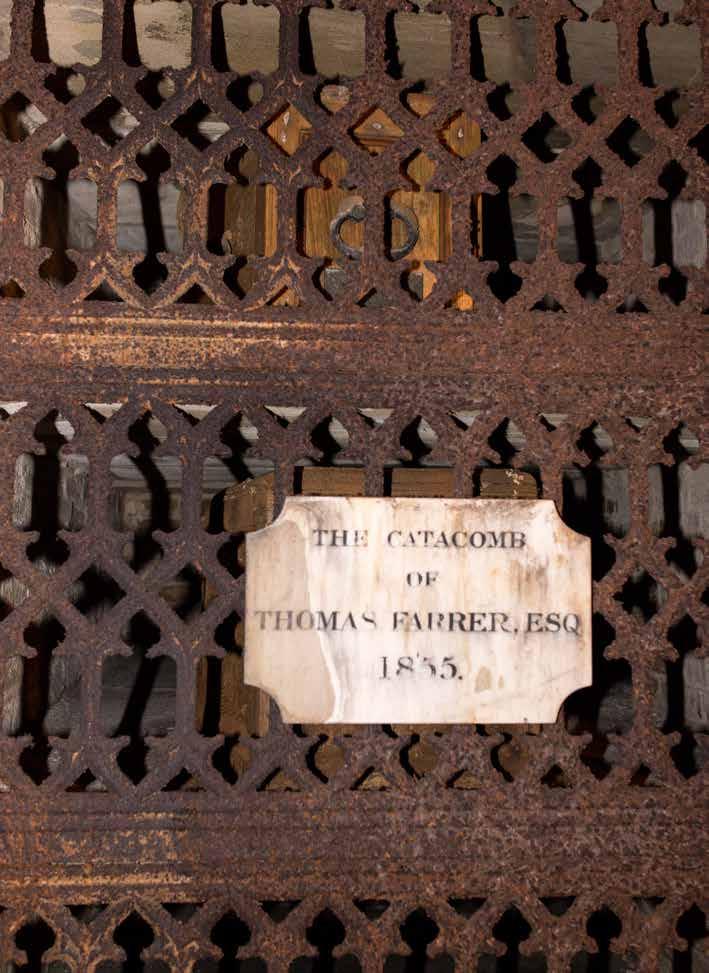 THE CATACOMB
OF
THOMAS FARRER, ESQ
1855.